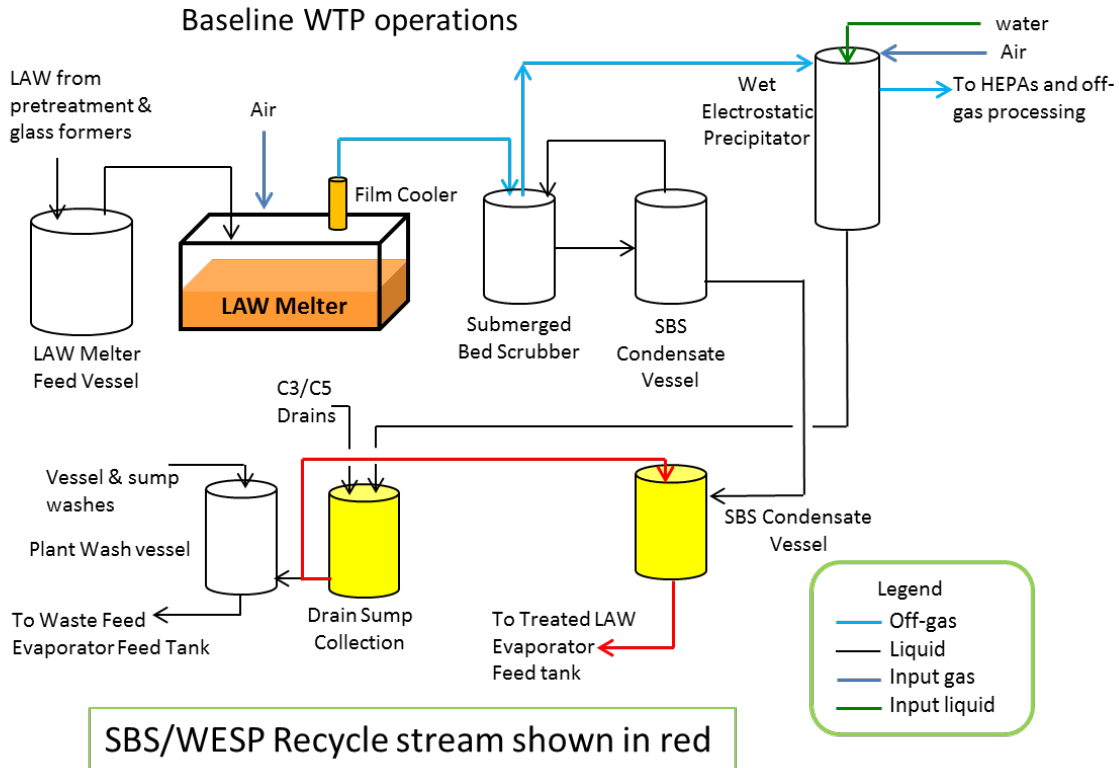 Baseline WTP operations
water
Air
To HEPAs and off-
gas processing
Wet
Electrostatic
Precipitator
LAW from
pretreatment &
glass formers
Air
Film Cooler
LAW Melter
LAW Melter
Feed Vessel
Submerged
Bed Scrubber
SBS
Condensate
Vessel
C3/C5
Drains
Vessel & sump
washes
Plant Wash vessel
To Waste Feed
Evaporator Feed Tank
Drain Sump
Collection
SBS Condensate
Vessel
To Treated LAW
Evaporator
Feed tank
Legend
Off-gas
Liquid
Input gas
Input liquid
SBS/WESP Recycle stream shown in red